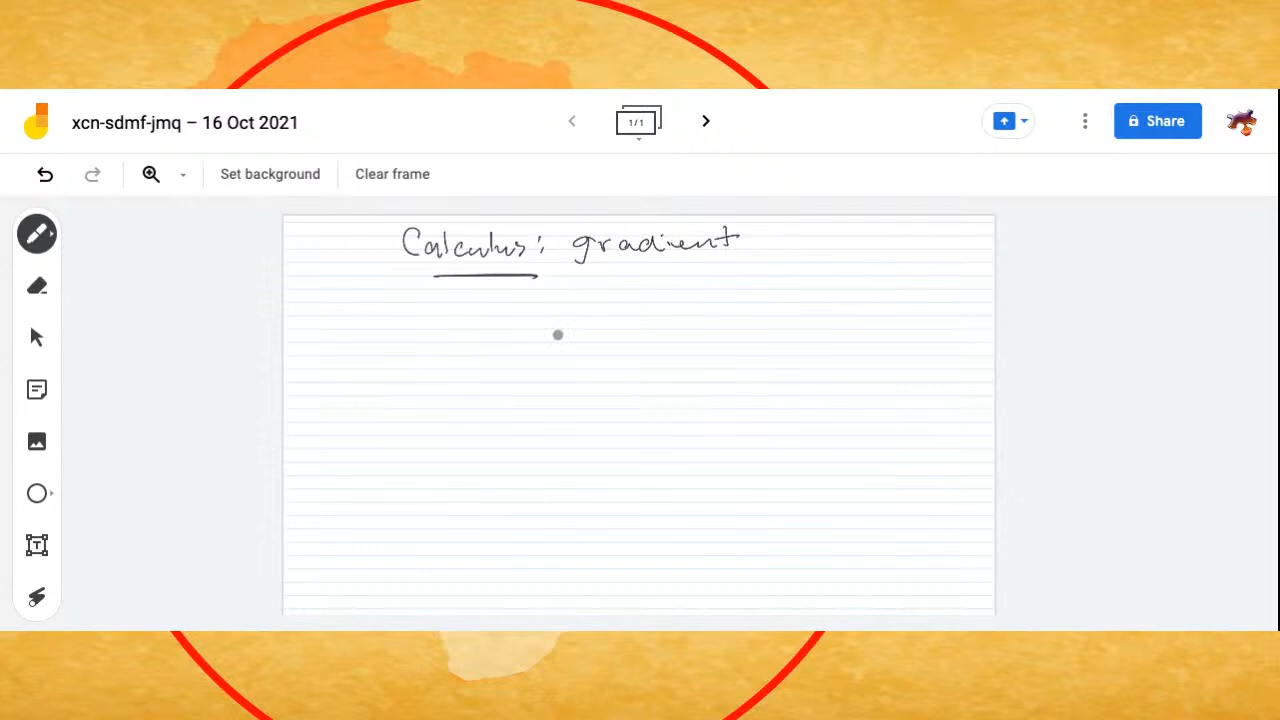 xcn-sdmf-jmq – 16 Oct 2021
1/1
Share
Set background
Clear frame
Calculus: gradient
T